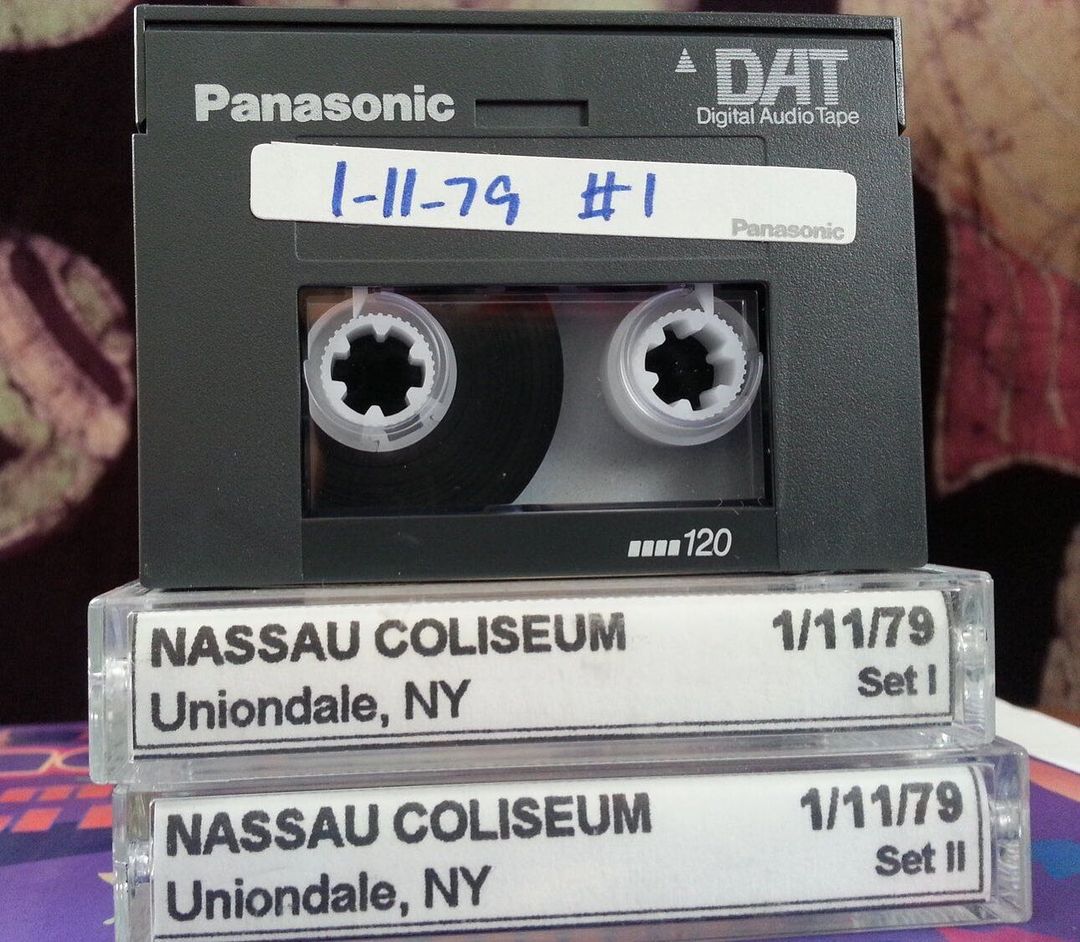 Panasonic
DAT
Digital Audio Tape
1-11-79 #1
Panasonic
120
NASSAU COLISEUM 1/11/79
Uniondale, NY Set I
NASSAU COLISEUM 1/11/79
Uniondale, NY Set II